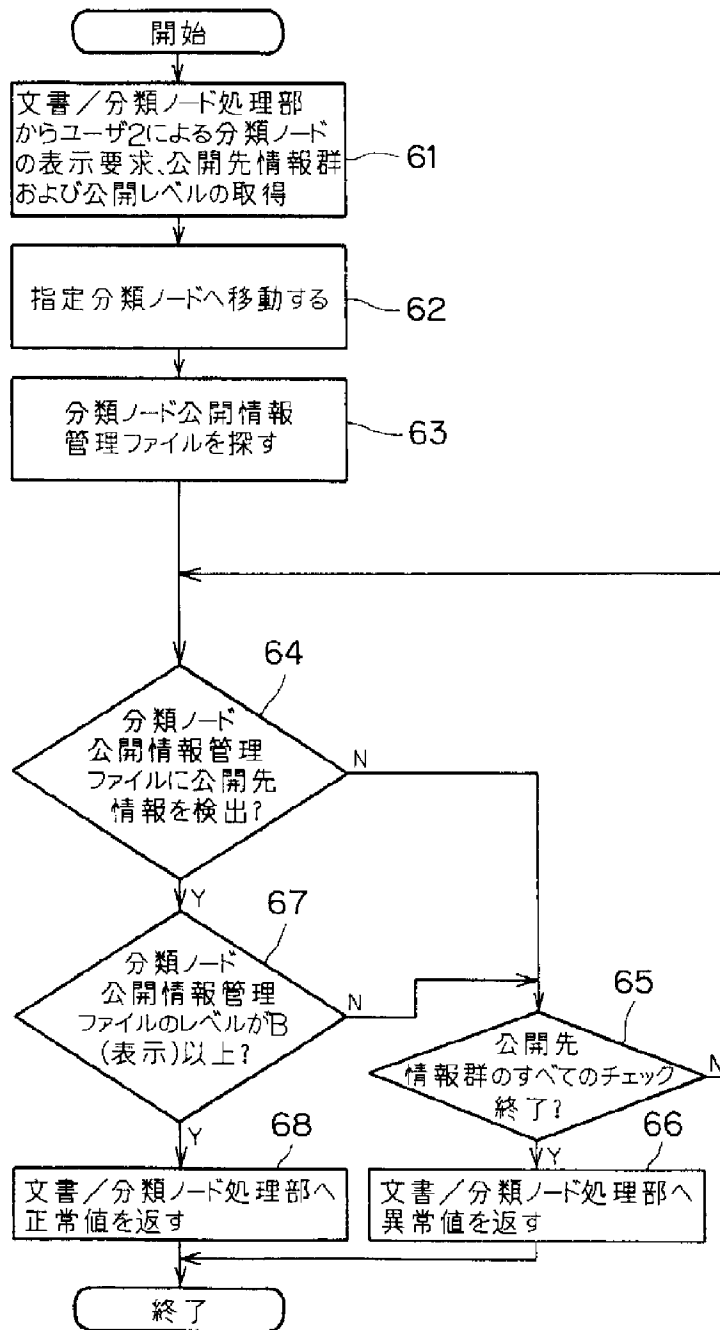 開始
文書／分類ノード処理部
からユーザ2による分類ノード
の表示要求、公開先情報群
および公開レベルの取得
61
指定分類ノードへ移動する
62
分類ノード公開情報
管理ファイルを探す
63
64
分類ノード
公開情報管理
ファイルに公開先
情報を検出?
N
Y
67
分類ノード
公開情報管理
ファイルのレベルがB
(表示)以上?
N
Y
65
公開先
情報群のすべてのチェック
終了?
N
Y
68
文書／分類ノード処理部へ
正常値を返す
66
文書／分類ノード処理部へ
異常値を返す
終了